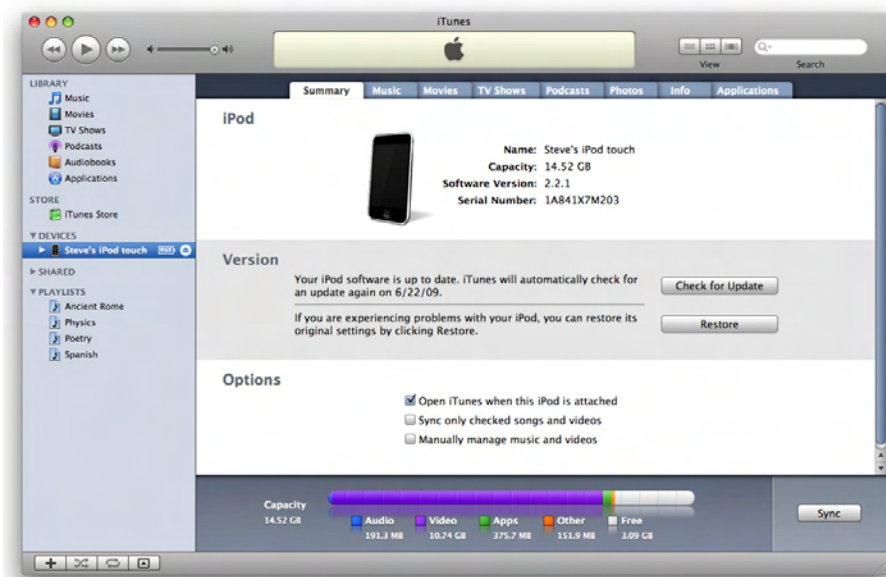 iTunes
View
Search
LIBRARY
Music
Movies
TV Shows
Podcasts
Audiobooks
Applications
STORE
iTunes Store
DEVICES
Steve's iPod touch
SHARED
PLAYLISTS
Ancient Rome
Physics
Poetry
Spanish
Summary Music Movies TV Shows Podcasts Photos Info Applications
iPod
Name: Steve's iPod touch
Capacity: 14.52 GB
Software Version: 2.2.1
Serial Number: 1A841X7M203
Version
Your iPod software is up to date. iTunes will automatically check for
an update again on 6/22/09.
Check for Update
If you are experiencing problems with your iPod, you can restore its
original settings by clicking Restore.
Restore
Options
Open iTunes when this iPod is attached
Sync only checked songs and videos
Manually manage music and videos
Capacity
14.52 GB
Audio Video Apps Other Free
191.3 MB 10.74 GB 375.7 MB 151.9 MB 3.09 GB
Sync